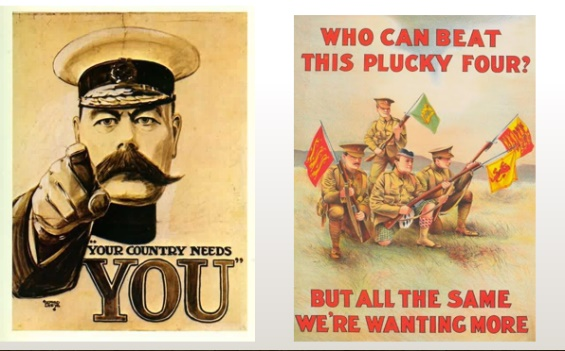 "YOUR COUNTRY NEEDS
YOU"
WHO CAN BEAT
THIS PLUCKY FOUR?
BUT ALL THE SAME
WE'RE WANTING MORE